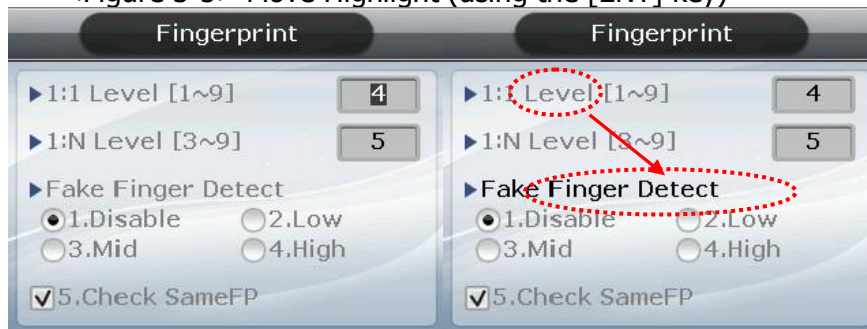 Fingerprint
▶1:1 Level [1~9] 4
▶1:N Level [3~9] 5
▶Fake Finger Detect
1.Disable 2.Low
3.Mid 4.High
5.Check SameFP
Fingerprint
▶1:1 Level [1~9] 4
▶1:N Level [3~9] 5
▶Fake Finger Detect
1.Disable 2.Low
3.Mid 4.High
5.Check SameFP